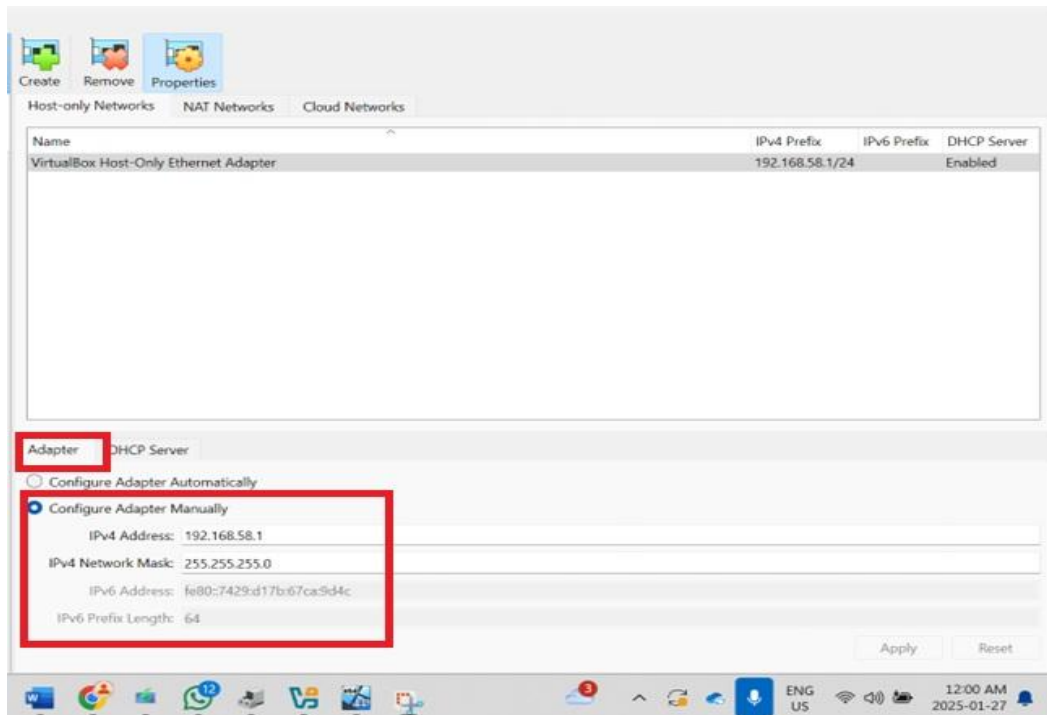 Create Remove Properties
Host-only Networks NAT Networks Cloud Networks
Name IPv4 Prefix IPv6 Prefix DHCP Server
VirtualBox Host-Only Ethernet Adapter 192.168.58.1/24 Enabled
Adapter DHCP Server
Configure Adapter Automatically
Configure Adapter Manually
IPv4 Address: 192.168.58.1
IPv4 Network Mask: 255.255.255.0
IPv6 Address: fe80::7429:d17b:67ca:9d4c
IPv6 Prefix Length: 64
Apply Reset
12 3 ENG 12:00 AM
US 2025-01-27